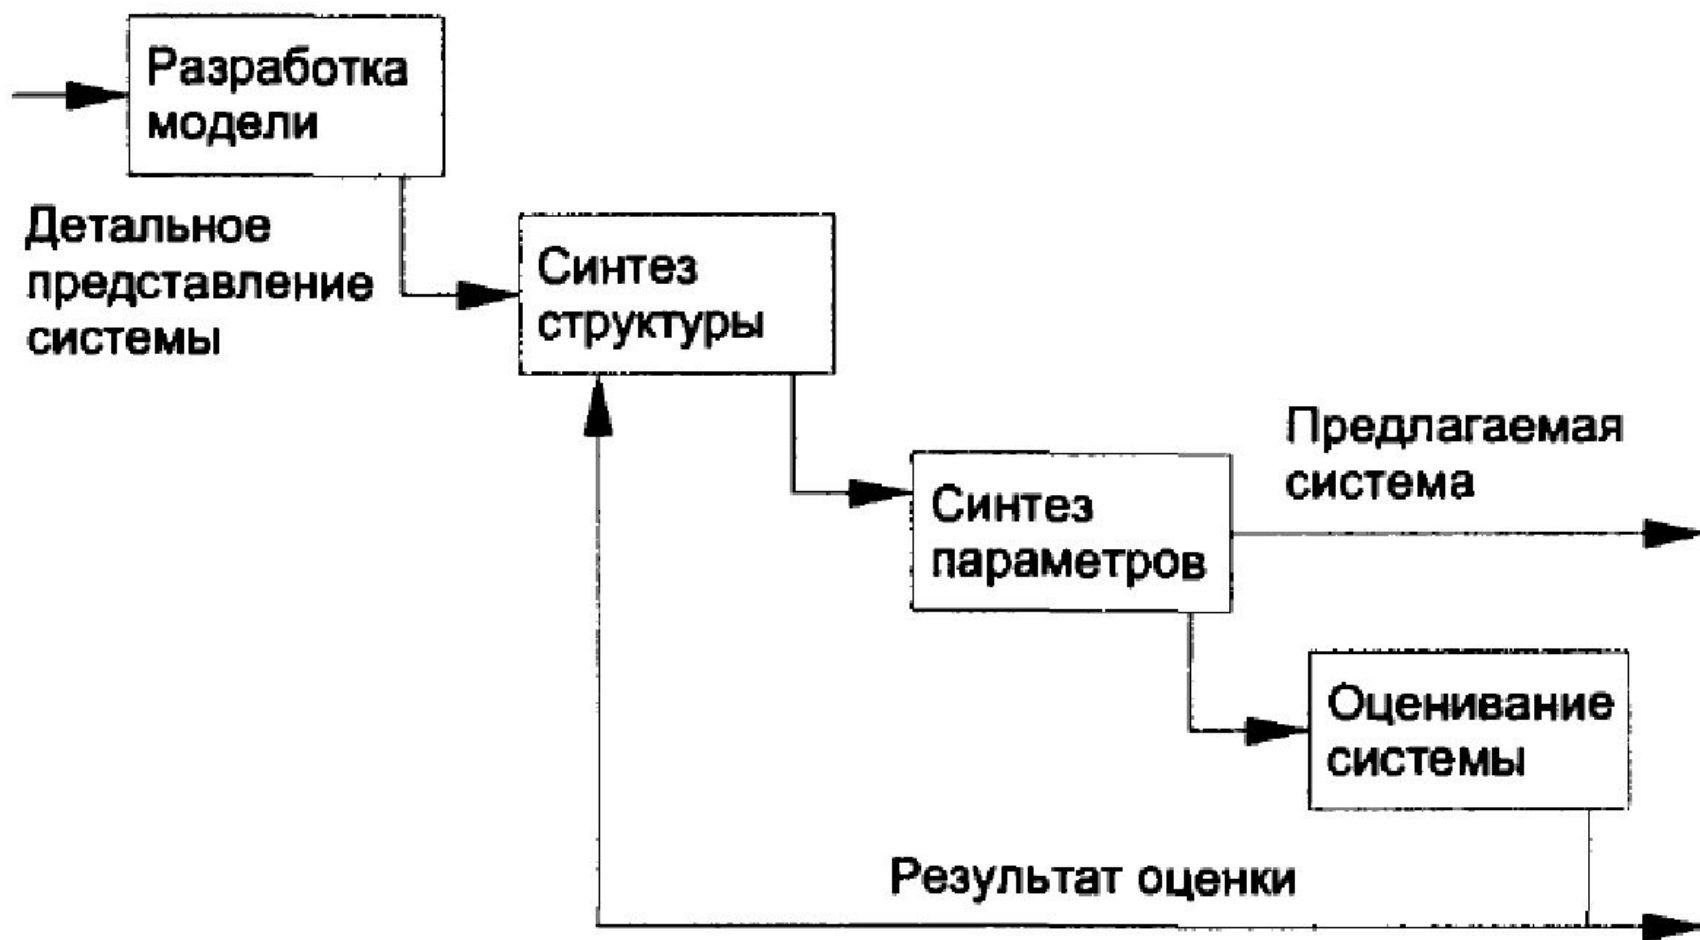 Разработка
модели
Детальное
представление
системы
Синтез
структуры
Предлагаемая
система
Синтез
параметров
Оценивание
системы
Результат оценки